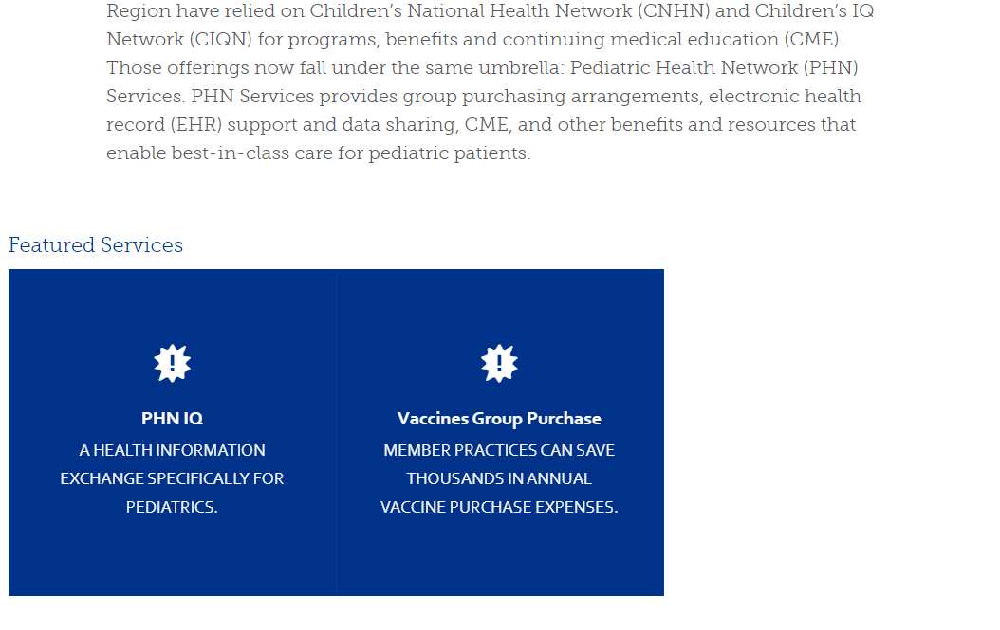 Region have relied on Children’s National Health Network (CNHN) and Children’s IQ
Network (CIQN) for programs, benefits and continuing medical education (CME).
Those offerings now fall under the same umbrella: Pediatric Health Network (PHN)
Services. PHN Services provides group purchasing arrangements, electronic health
record (EHR) support and data sharing, CME, and other benefits and resources that
enable best-in-class care for pediatric patients.
Featured Services
PHN IQ
A HEALTH INFORMATION
EXCHANGE SPECIFICALLY FOR
PEDIATRICS.
Vaccines Group Purchase
MEMBER PRACTICES CAN SAVE
THOUSANDS IN ANNUAL
VACCINE PURCHASE EXPENSES.